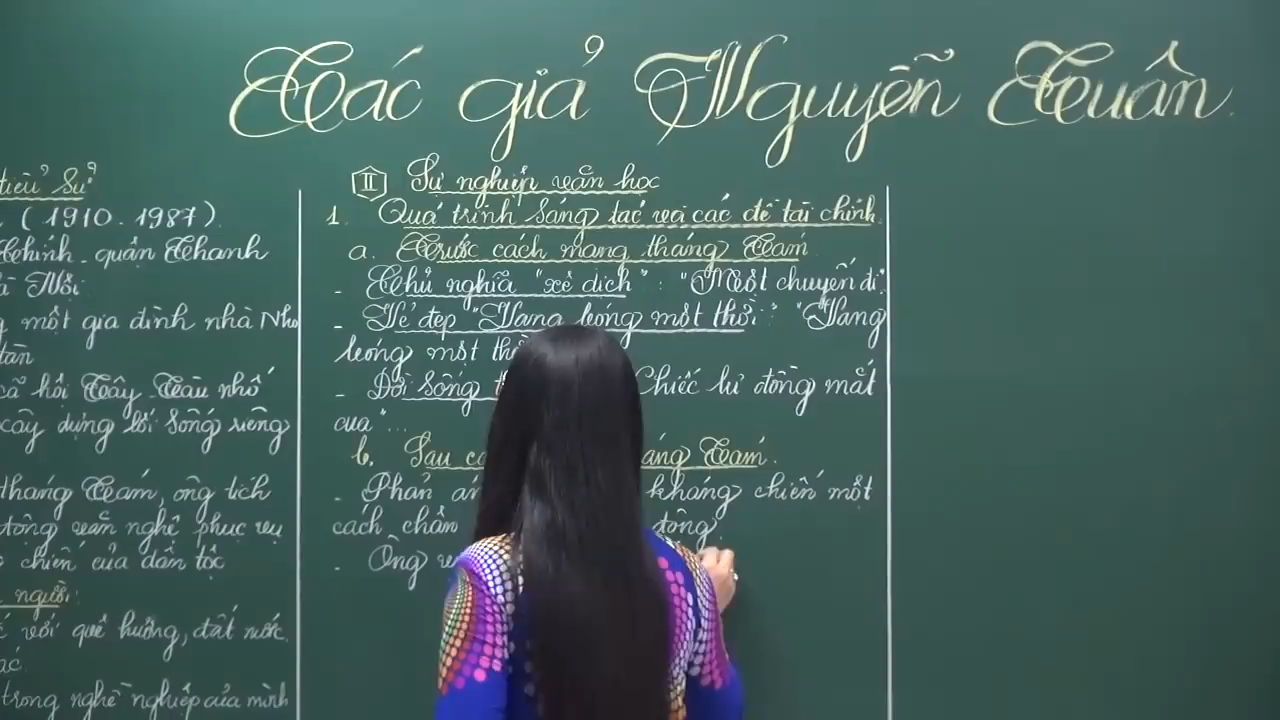 Tác giả Nguyễn Tuân
tiểu sử
(1910 - 1987)
Chính - quận Thanh
Nội
một gia đình nhà Nho
tàn
xã hội Tây Tàu nhố
xây dựng lối sống riêng
tháng Tám, ông tích
động văn nghệ phục vụ
chiến của dân tộc
người:
với quê hương, đất nước
trong nghề nghiệp của mình
II Sự nghiệp văn học
1. Quá trình sáng tác và các đề tài chính
a. Trước cách mạng tháng Tám
- Chủ nghĩa "xê dịch": "Một chuyến đi"
- Vẻ đẹp "Vang bóng một thời": "Vang
bóng một
- Đời sống Chiếc lư đồng mắt
cua"...
b. Sau Tám.
- Phản kháng chiến một
cách chân động.
- Ông